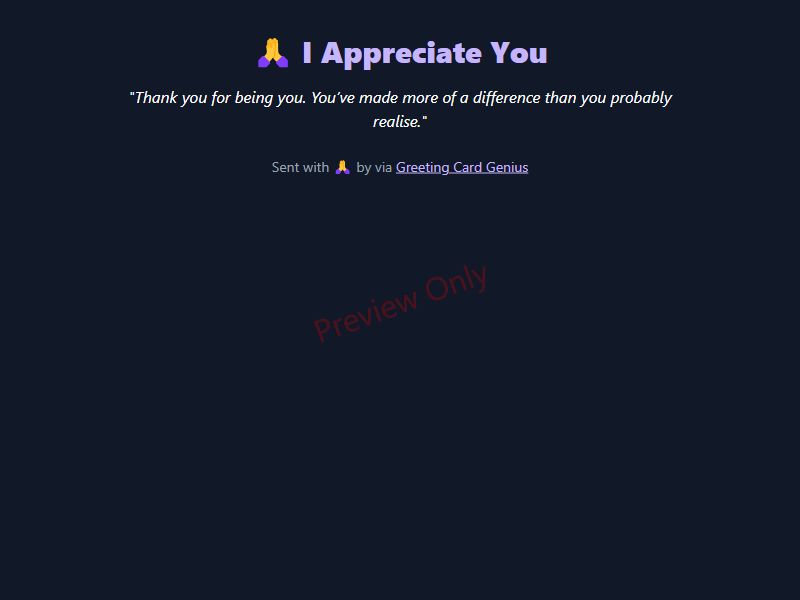 🙏 I Appreciate You
"Thank you for being you. You've made more of a difference than you probably
realise."
Sent with 🙏 by via Greeting Card Genius
Preview Only